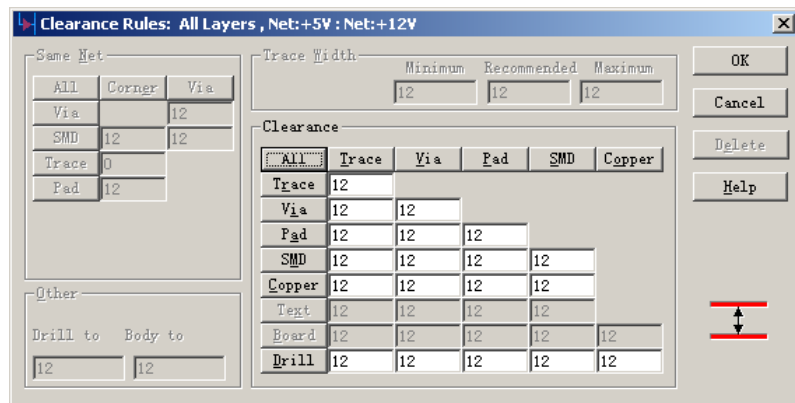 Clearance Rules: All Layers , Net:+5V : Net:+12V
Same Net
All Corner Via
Via 12
SMD 12 12
Trace 0
Pad 12
Other
Drill to Body to
12 12
Trace Width
Minimum Recommended Maximum
12 12 12
Clearance
All Trace Via Pad SMD Copper
Trace 12
Via 12 12
Pad 12 12 12
SMD 12 12 12 12
Copper 12 12 12 12
Text 12 12 12 12
Board 12 12 12 12 12
Drill 12 12 12 12 12
OK
Cancel
Delete
Help